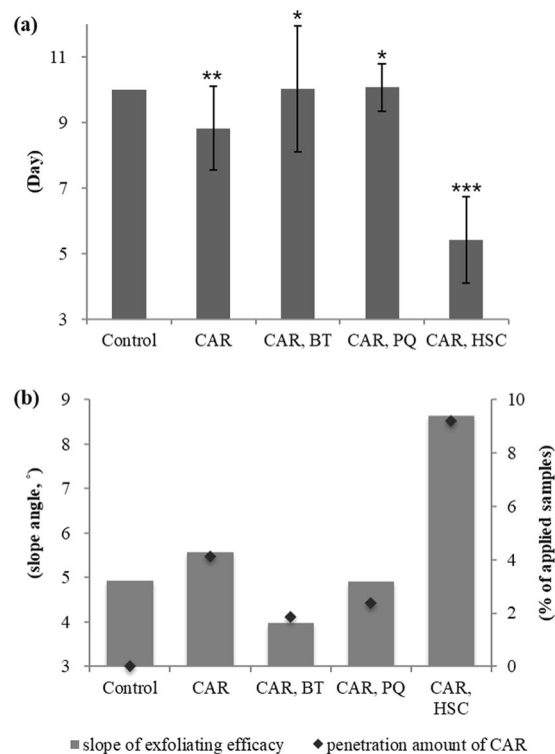 (a)
11
9
7
5
3
(Day)
**
*
*
***
Control CAR CAR, BT CAR, PQ CAR, HSC
(b)
9
8
7
6
5
4
3
(slope angle, °)
10
8
6
4
2
0
(% of applied samples)
Control CAR CAR, BT CAR, PQ CAR,
HSC
slope of exfoliating efficacy penetration amount of CAR